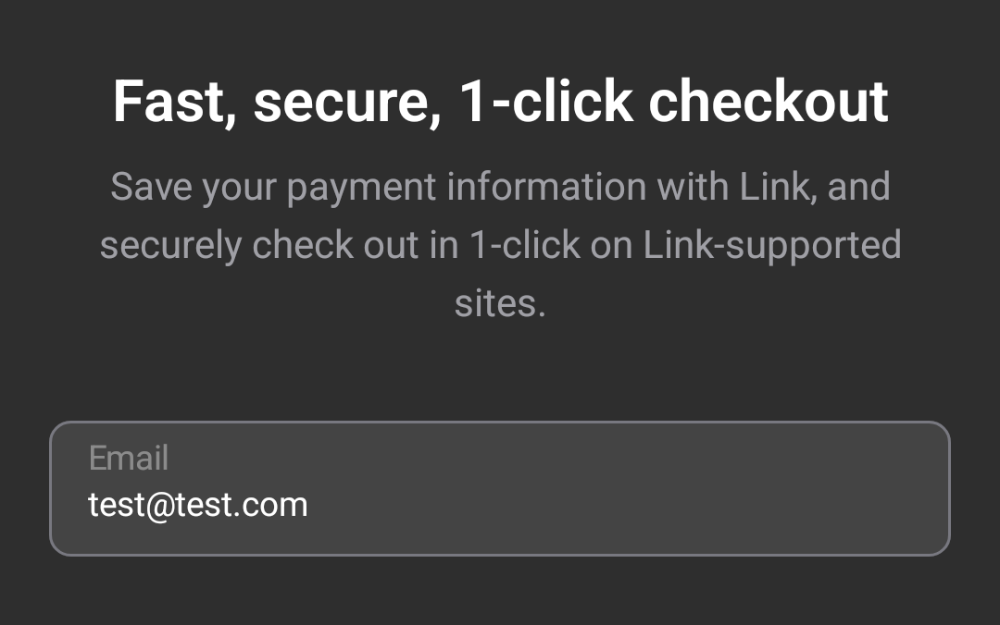 Fast, secure, 1-click checkout
Save your payment information with Link, and
securely check out in 1-click on Link-supported
sites.
Email
test@test.com